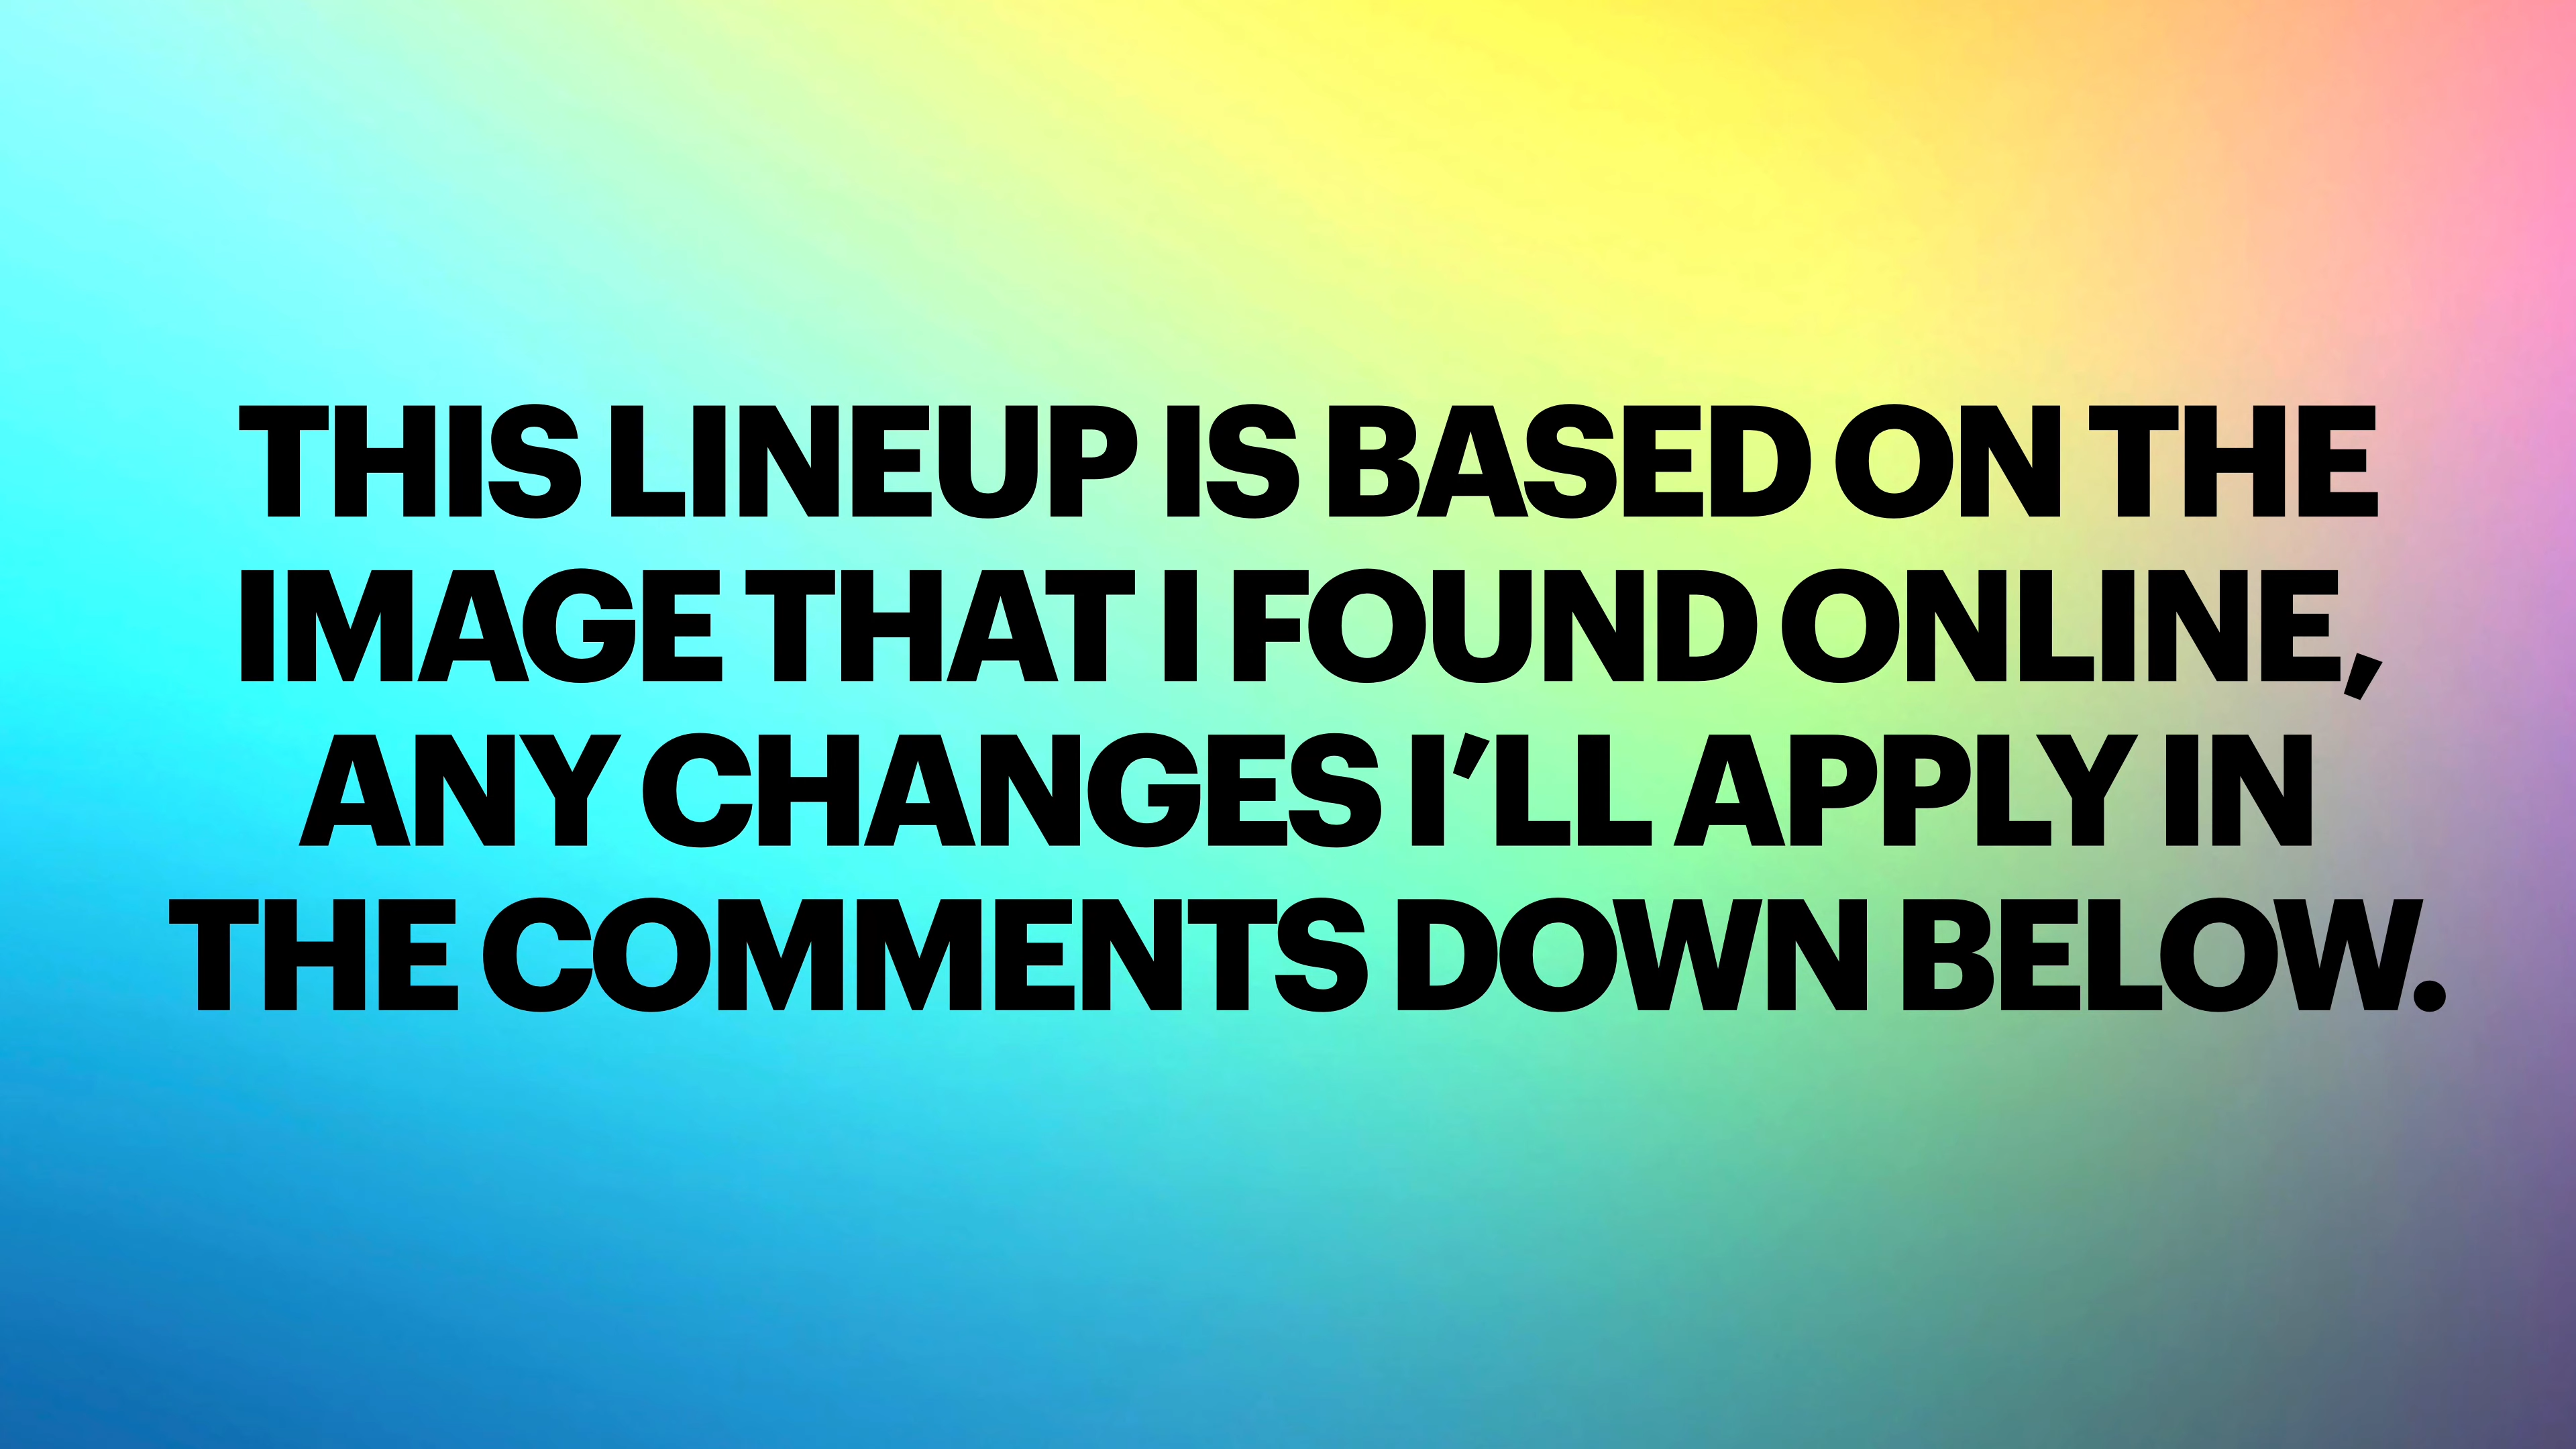 THIS LINEUP IS BASED ON THE
IMAGE THAT I FOUND ONLINE,
ANY CHANGES I’LL APPLY IN
THE COMMENTS DOWN BELOW.